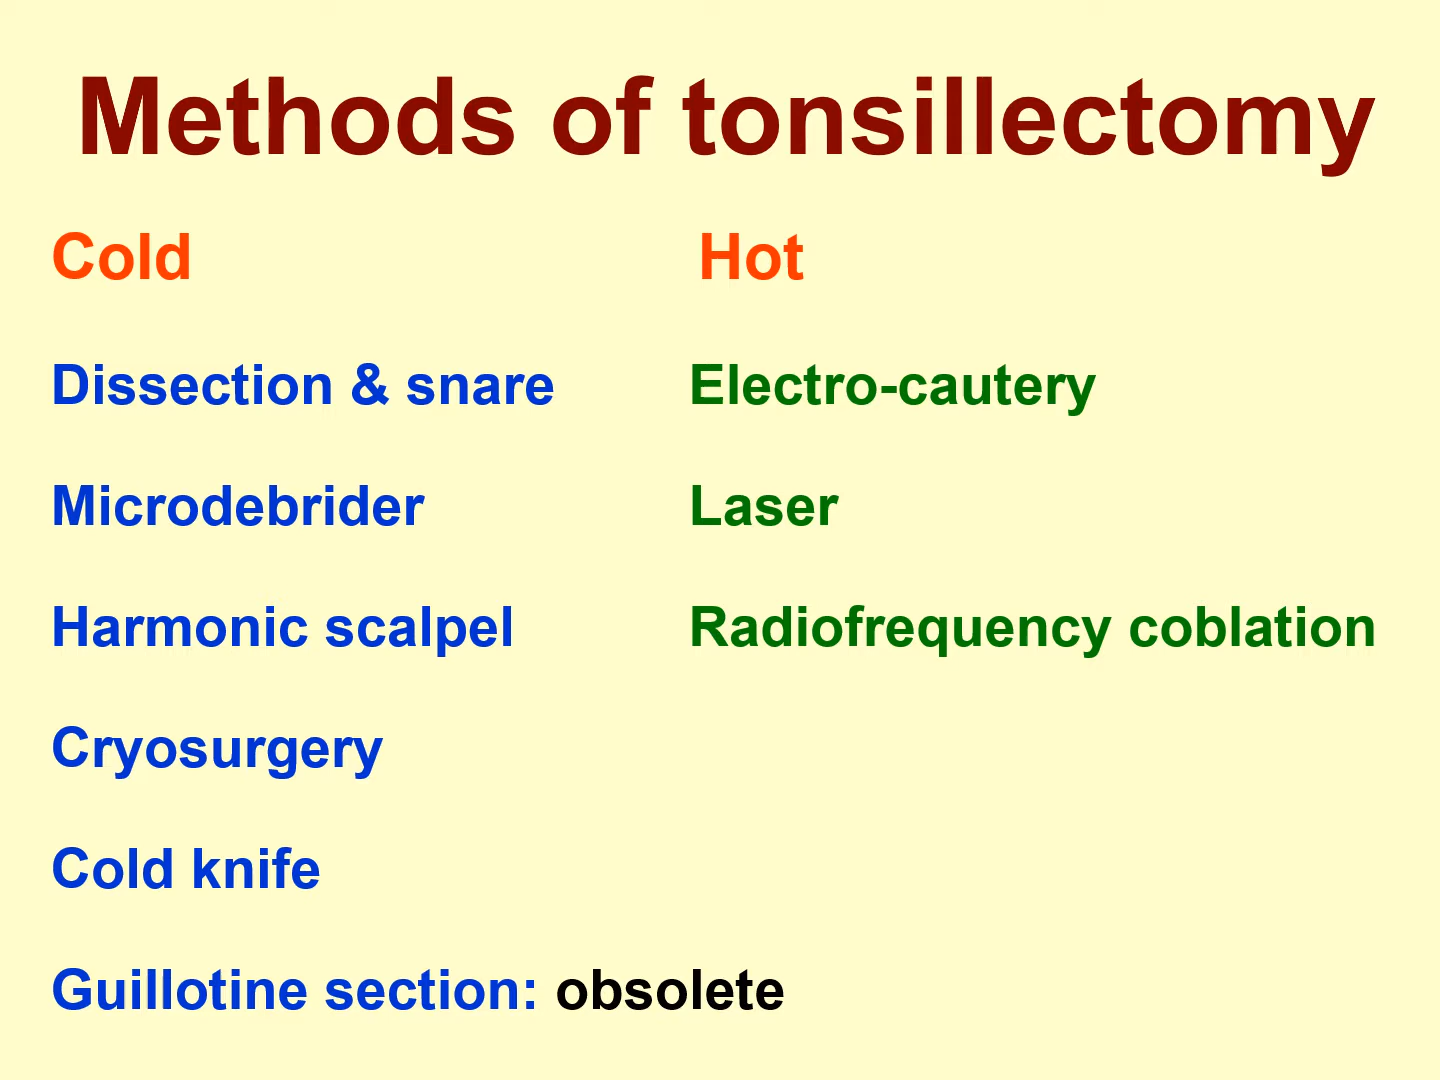 Methods of tonsillectomy
Cold
Hot
Dissection & snare
Electro-cautery
Microdebrider
Laser
Harmonic scalpel
Radiofrequency coblation
Cryosurgery
Cold knife
Guillotine section: obsolete